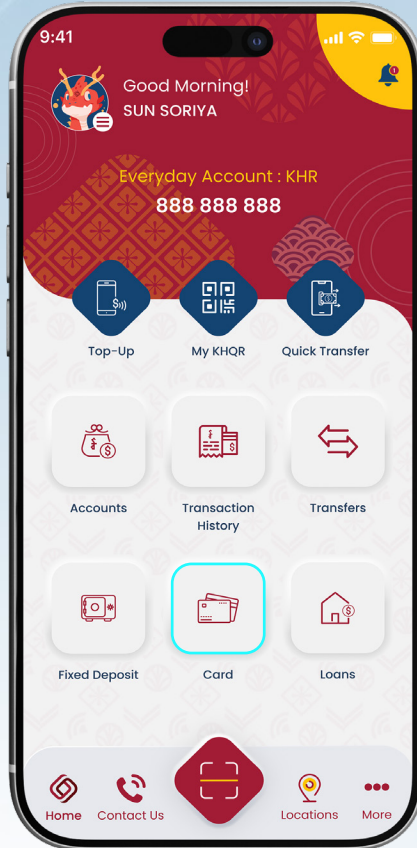 9:41
Good Morning!
SUN SORIYA
Everyday Account : KHR
888 888 888
Top-Up
My KHQR
Quick Transfer
Accounts
Transaction
History
Transfers
Fixed Deposit
Card
Loans
Home
Contact Us
Locations
More